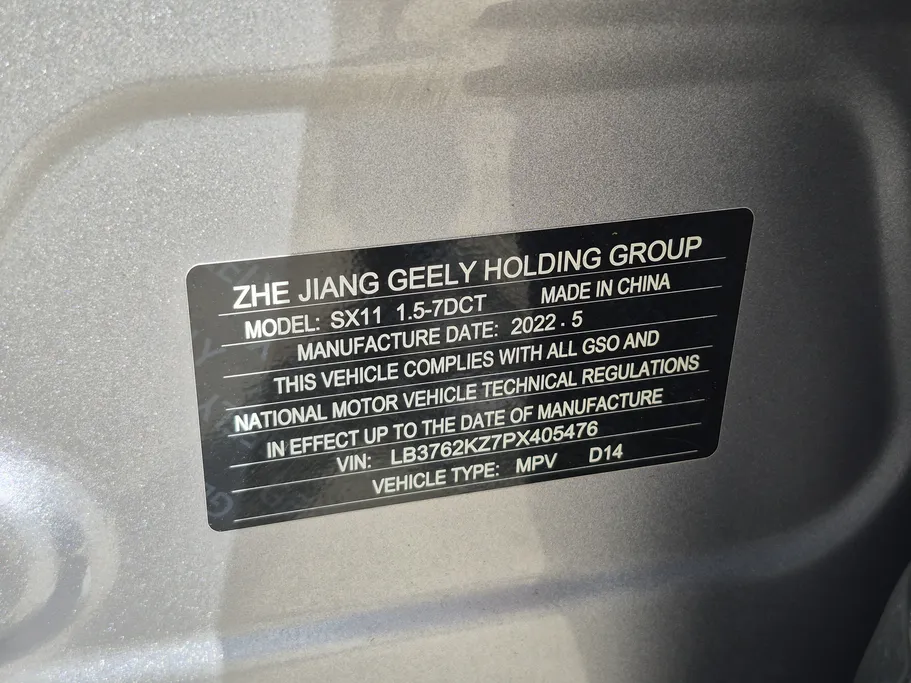 ZHE JIANG GEELY HOLDING GROUP
MODEL: SX11 1.5-7DCT MADE IN CHINA
MANUFACTURE DATE: 2022.5
THIS VEHICLE COMPLIES WITH ALL GSO AND
NATIONAL MOTOR VEHICLE TECHNICAL REGULATIONS
IN EFFECT UP TO THE DATE OF MANUFACTURE
VIN: LB3762KZ7PX405476
VEHICLE TYPE: MPV D14